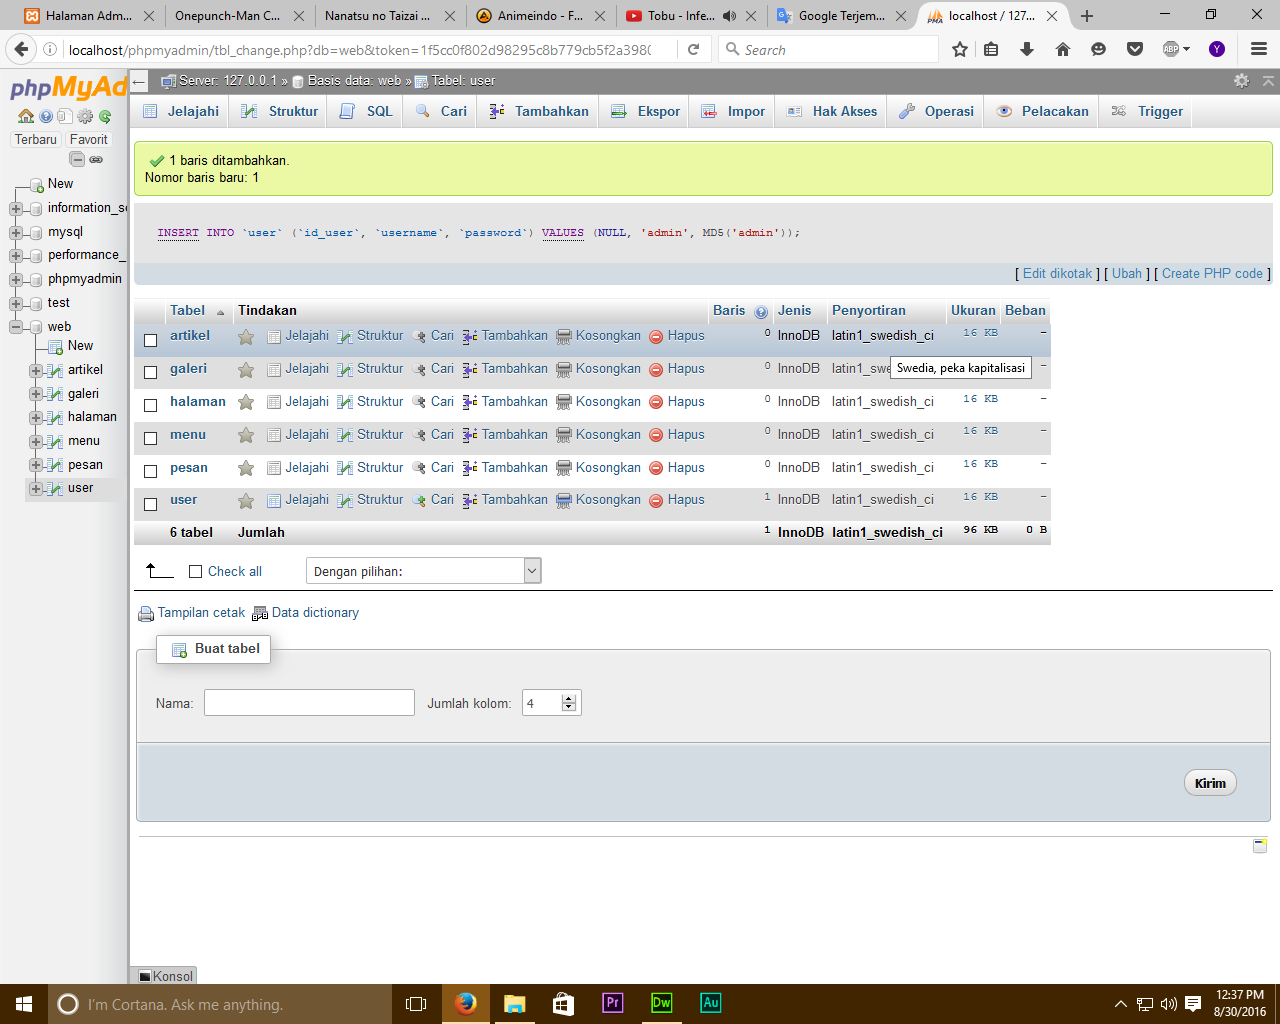 Halaman Adm...
Onepunch-Man C...
Nanatsu no Taizai ...
Animeindo - F...
Tobu - Infe...
Google Terjem...
localhost / 127...
localhost/phpmyadmin/tbl_change.php?db=web&token=1f5cc0f802d98295c8b779cb5f2a3980
Search
ABP
Y
phpMyAd
Terbaru Favorit
New
information_sc
mysql
performance_
phpmyadmin
test
web
New
artikel
galeri
halaman
menu
pesan
user
Server: 127.0.0.1 » Basis data: web » Tabel: user
Jelajahi Struktur SQL Cari Tambahkan Ekspor Impor Hak Akses Operasi Pelacakan Trigger
1 baris ditambahkan.
Nomor baris baru: 1
INSERT INTO `user` (`id_user`, `username`, `password`) VALUES (NULL, 'admin', MD5('admin'));
[ Edit dikotak ] [ Ubah ] [ Create PHP code ]
Tabel Tindakan Baris Jenis Penyortiran Ukuran Beban
artikel Jelajahi Struktur Cari Tambahkan Kosongkan Hapus 0 InnoDB latin1_swedish_ci 16 KB -
galeri Jelajahi Struktur Cari Tambahkan Kosongkan Hapus 0 InnoDB latin1_swe 16 KB -
Swedia, peka kapitalisasi
halaman Jelajahi Struktur Cari Tambahkan Kosongkan Hapus 0 InnoDB latin1_swedish_ci 16 KB -
menu Jelajahi Struktur Cari Tambahkan Kosongkan Hapus 0 InnoDB latin1_swedish_ci 16 KB -
pesan Jelajahi Struktur Cari Tambahkan Kosongkan Hapus 0 InnoDB latin1_swedish_ci 16 KB -
user Jelajahi Struktur Cari Tambahkan Kosongkan Hapus 1 InnoDB latin1_swedish_ci 16 KB -
6 tabel Jumlah 1 InnoDB latin1_swedish_ci 96 KB 0 B
Check all Dengan pilihan:
Tampilan cetak Data dictionary
Buat tabel
Nama: Jumlah kolom: 4
Kirim
Konsol
I'm Cortana. Ask me anything.
Pr Dw Au
12:37 PM
8/30/2016